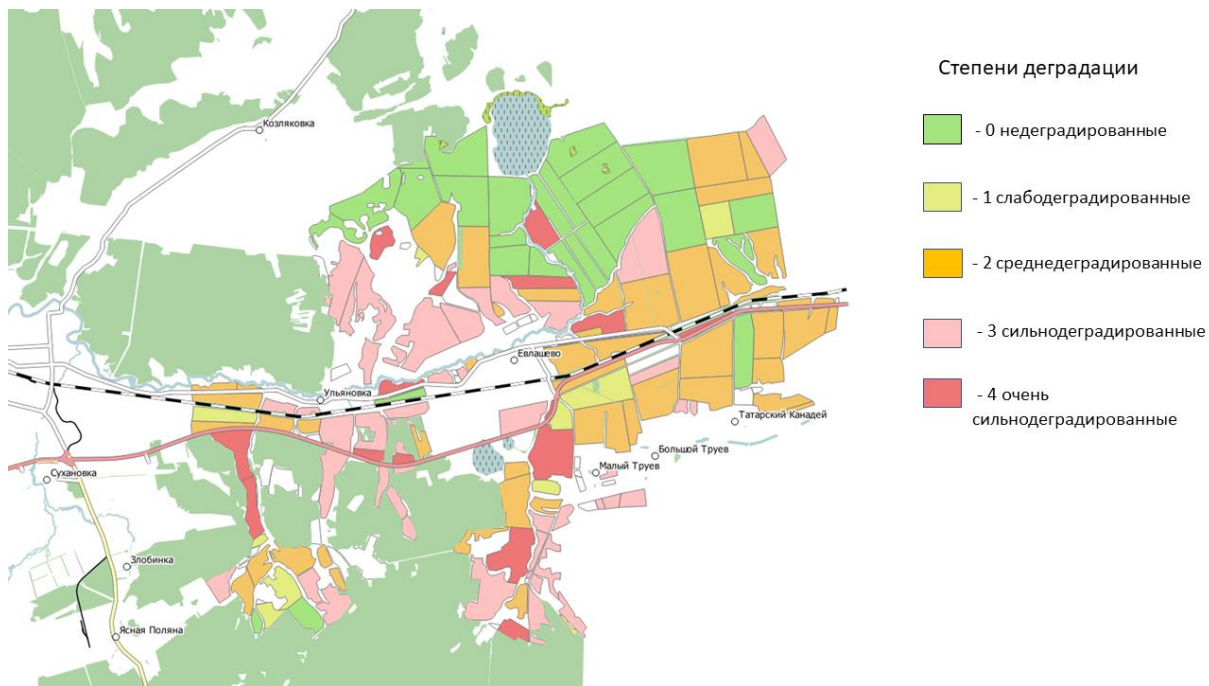 Степени деградации
Козляковка
- 0 недеградированные
- 1 слабодеградированные
- 2 среднедеградированные
- 3 сильнодеградированные
Евлашево
Ульяновка
- 4 очень
сильнодеградированные
Татарский Канадей
Большой Труев
Малый Труев
Сухановка
Злобинка
Ясная Поляна